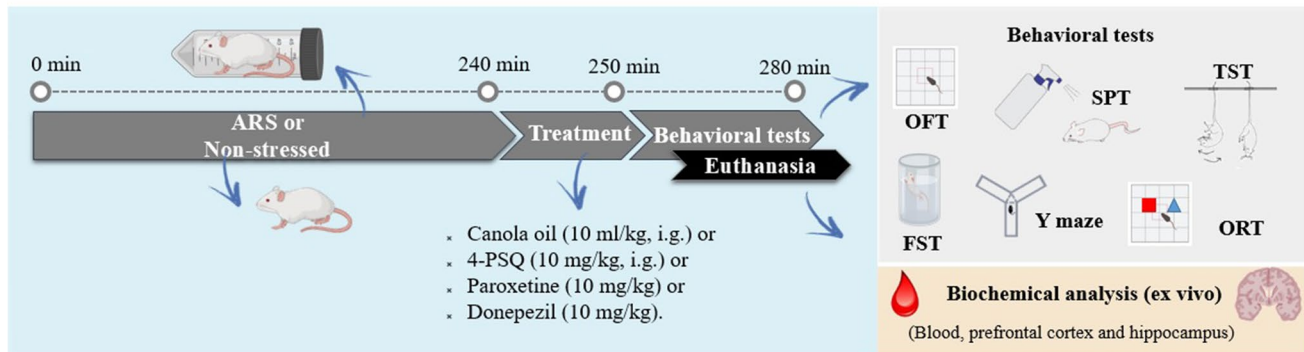 0 min
240 min
250 min
280 min
ARS or
Non-stressed
Treatment
Behavioral tests
Euthanasia
× Canola oil (10 ml/kg, i.g.) or
× 4-PSQ (10 mg/kg, i.g.) or
× Paroxetine (10 mg/kg) or
× Donepezil (10 mg/kg).
Behavioral tests
OFT
SPT
TST
FST
Y maze
ORT
Biochemical analysis (ex vivo)
(Blood, prefrontal cortex and hippocampus)